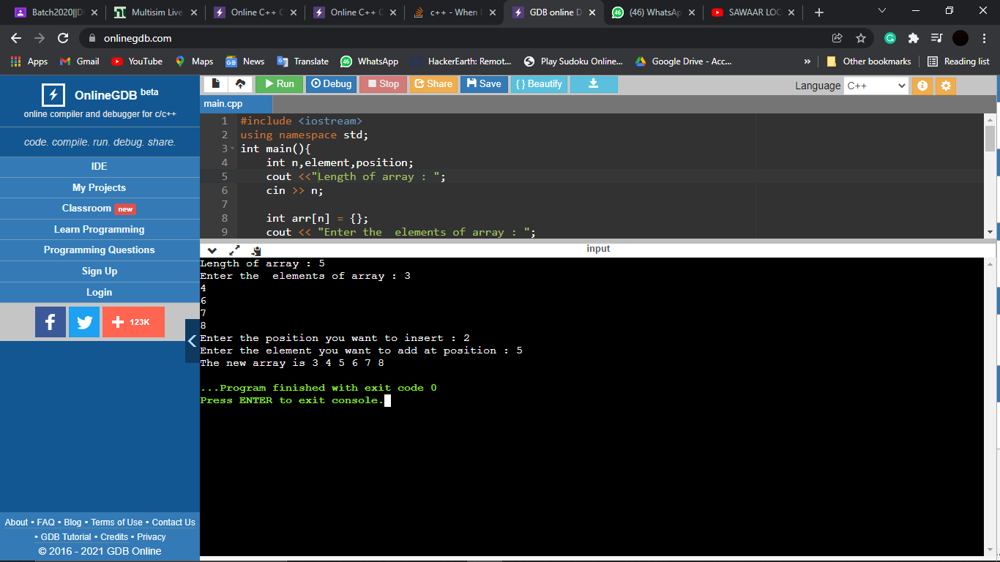 Batch2020||D
Multisim Live
Online C++ C
Online C++ C
c++ - When
GDB online D
(46) WhatsAp
SAWAAR LOC
onlinegdb.com
Apps
Gmail
YouTube
Maps
News
Translate
WhatsApp
HackerEarth: Remot...
Play Sudoku Online...
Google Drive - Acc...
»
Other bookmarks
Reading list
OnlineGDB beta
online compiler and debugger for c/c++
code. compile. run. debug. share.
IDE
My Projects
Classroom new
Learn Programming
Programming Questions
Sign Up
Login
123K
About • FAQ • Blog • Terms of Use • Contact Us
• GDB Tutorial • Credits • Privacy
© 2016 - 2021 GDB Online
Run
Debug
Stop
Share
Save
{ } Beautify
Language C++
main.cpp
1 #include <iostream>
2 using namespace std;
3 int main(){
4 int n,element,position;
5 cout <<"Length of array : ";
6 cin >> n;
7
8 int arr[n] = {};
9 cout << "Enter the  elements of array : ";
input
Length of array : 5
Enter the  elements of array : 3
4
6
7
8
Enter the position you want to insert : 2
Enter the element you want to add at position : 5
The new array is 3 4 5 6 7 8
...Program finished with exit code 0
Press ENTER to exit console.